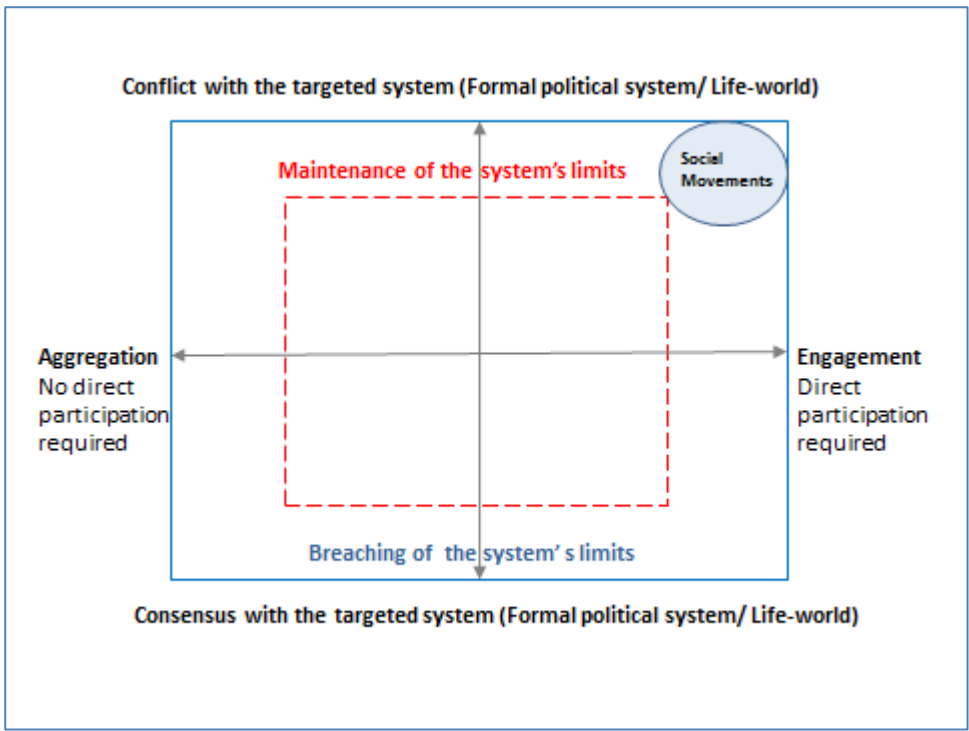 Conflict with the targeted system (Formal political system/ Life-world)
Social
Movements
Maintenance of the system's limits
Aggregation
No direct
participation
required
Engagement
Direct
participation
required
Breaching of the system' s limits
Consensus with the targeted system (Formal political system/ Life-world)